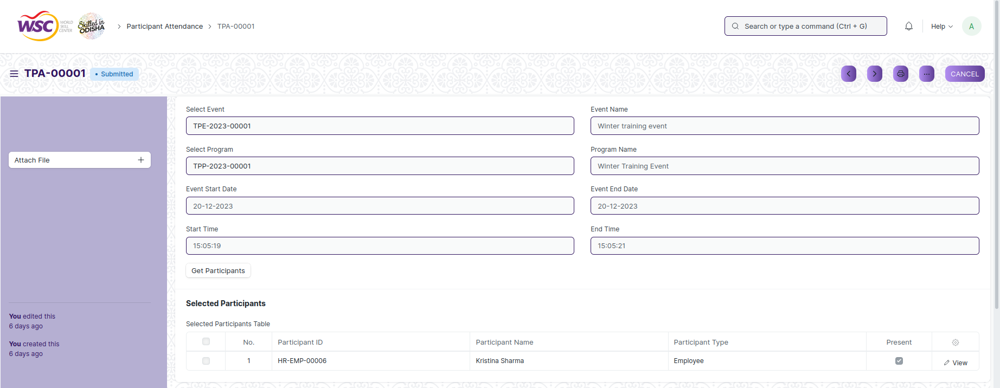 WSC WORLD SKILL CENTER Skilled in ODISHA > Participant Attendance > TPA-00001 Search or type a command (Ctrl + G) Help A
TPA-00001 • Submitted ... CANCEL
Attach File +
You edited this
6 days ago
You created this
6 days ago
Select Event Event Name
TPE-2023-00001 Winter training event
Select Program Program Name
TPP-2023-00001 Winter Training Event
Event Start Date Event End Date
20-12-2023 20-12-2023
Start Time End Time
15:05:19 15:05:21
Get Participants
Selected Participants
Selected Participants Table
No. Participant ID Participant Name Participant Type Present
1 HR-EMP-00006 Kristina Sharma Employee View